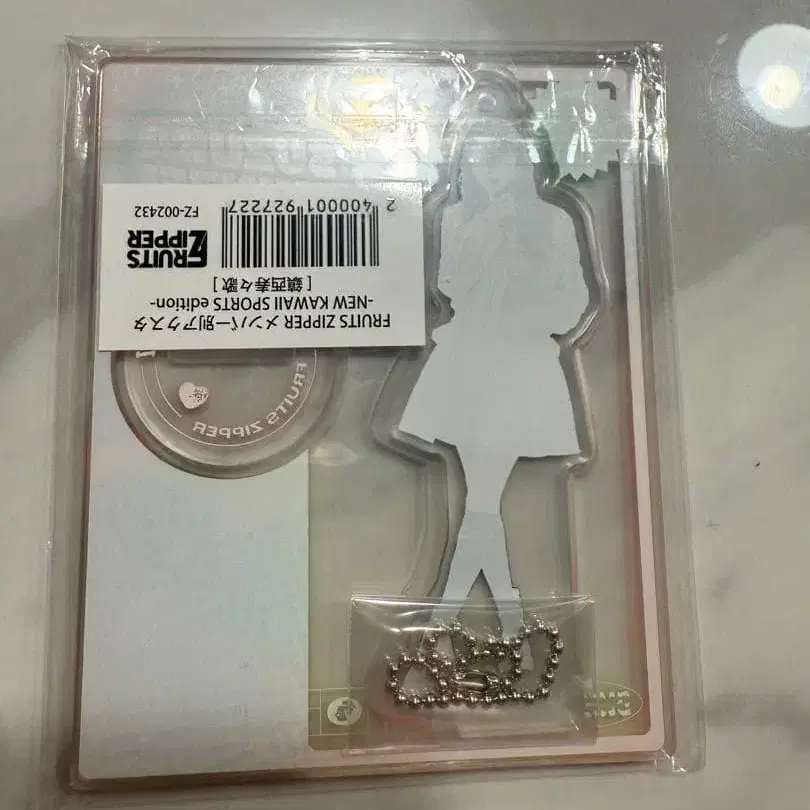 FRUITS ZIPPER メンバー別アクスタ
-NEW KAWAII SPORTS edition-
[ 鎮西寿々歌 ]
FRUITS
ZIPPER
2 400001 927227
FZ-002432
FRUITS ZIPPER